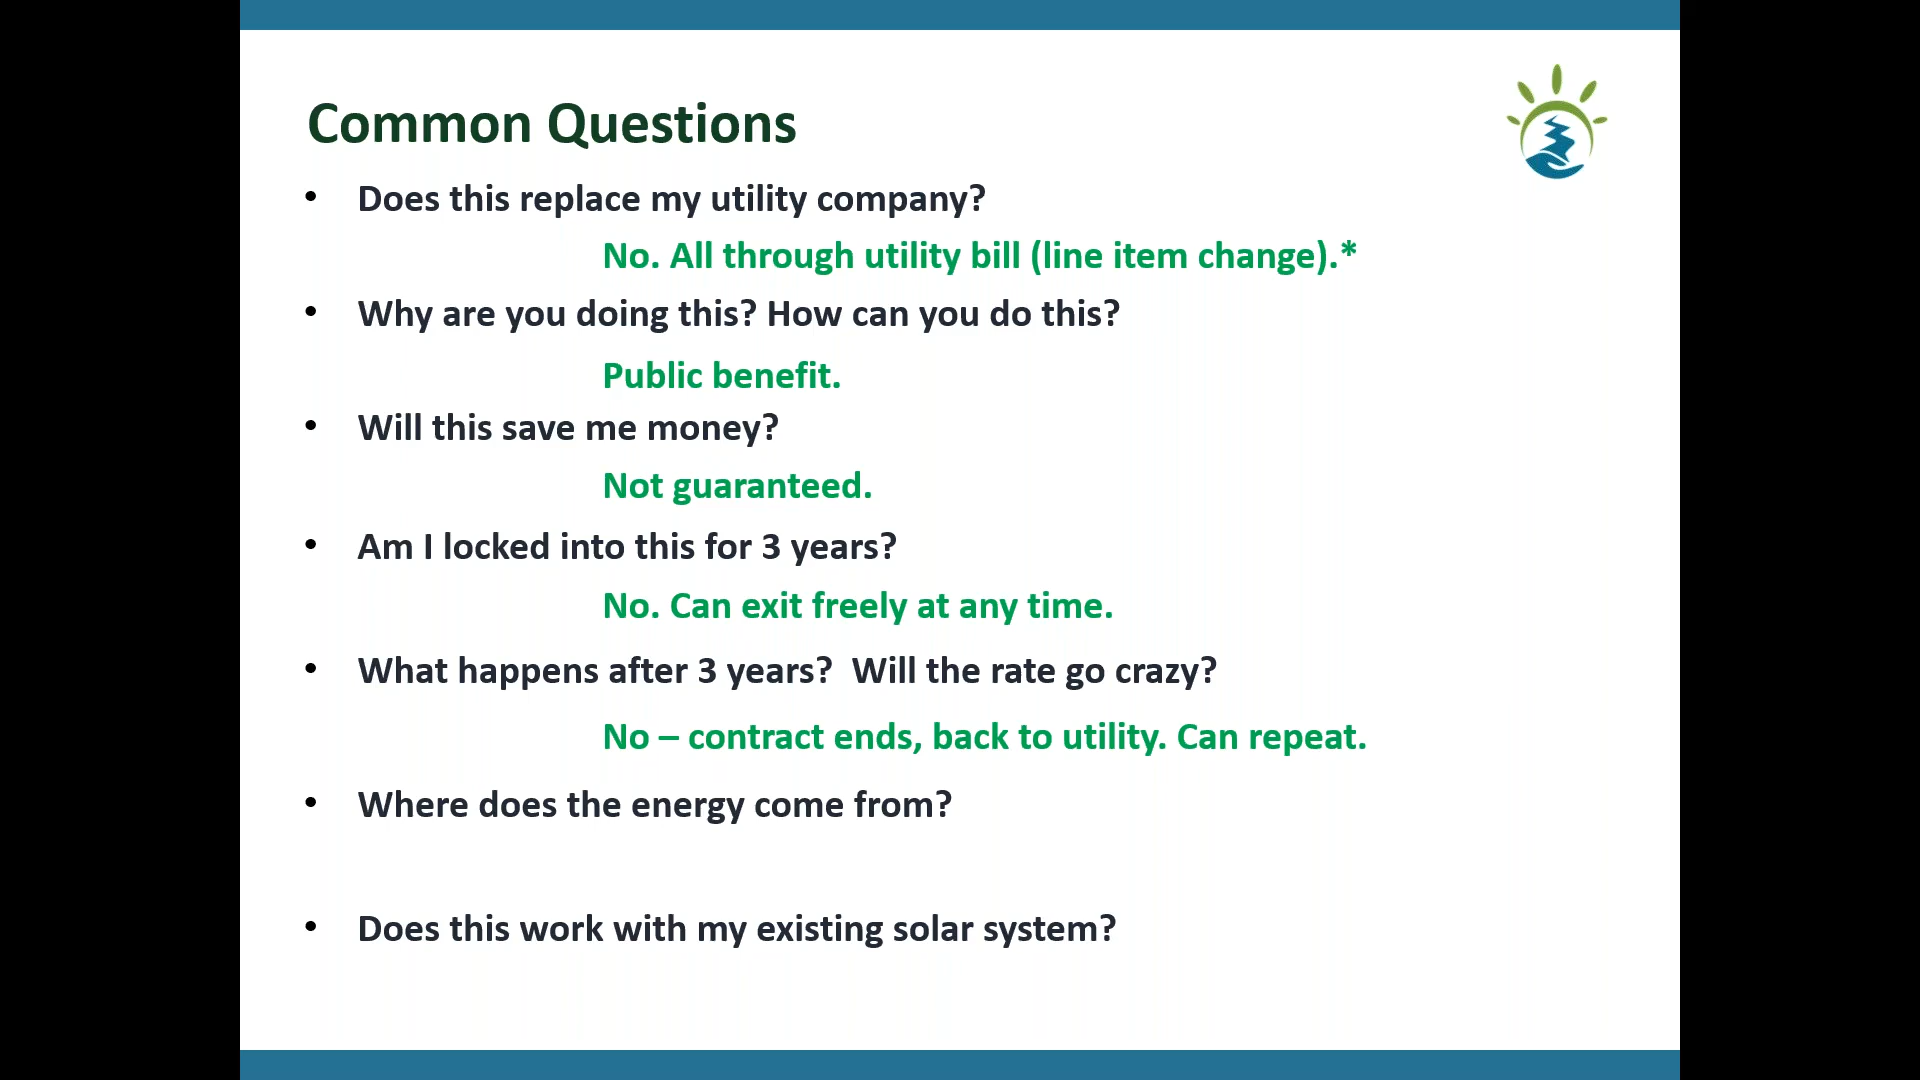 Common Questions
• Does this replace my utility company?
No. All through utility bill (line item change).*
• Why are you doing this? How can you do this?
Public benefit.
• Will this save me money?
Not guaranteed.
• Am I locked into this for 3 years?
No. Can exit freely at any time.
• What happens after 3 years?  Will the rate go crazy?
No – contract ends, back to utility. Can repeat.
• Where does the energy come from?
• Does this work with my existing solar system?